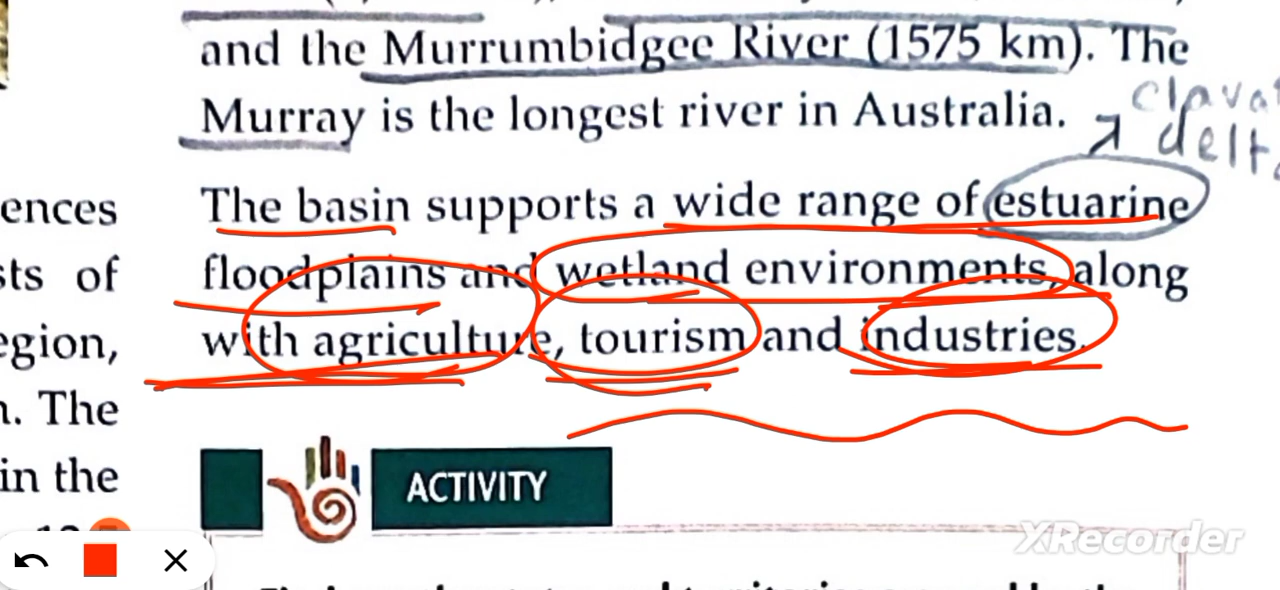 and the Murrumbidgee River (1575 km). The
Murray is the longest river in Australia.
delta
The basin supports a wide range of estuarine
floodplains and wetland environments, along
with agriculture, tourism and industries.
ences
sts of
egion,
n. The
in the
ACTIVITY
XRecorder